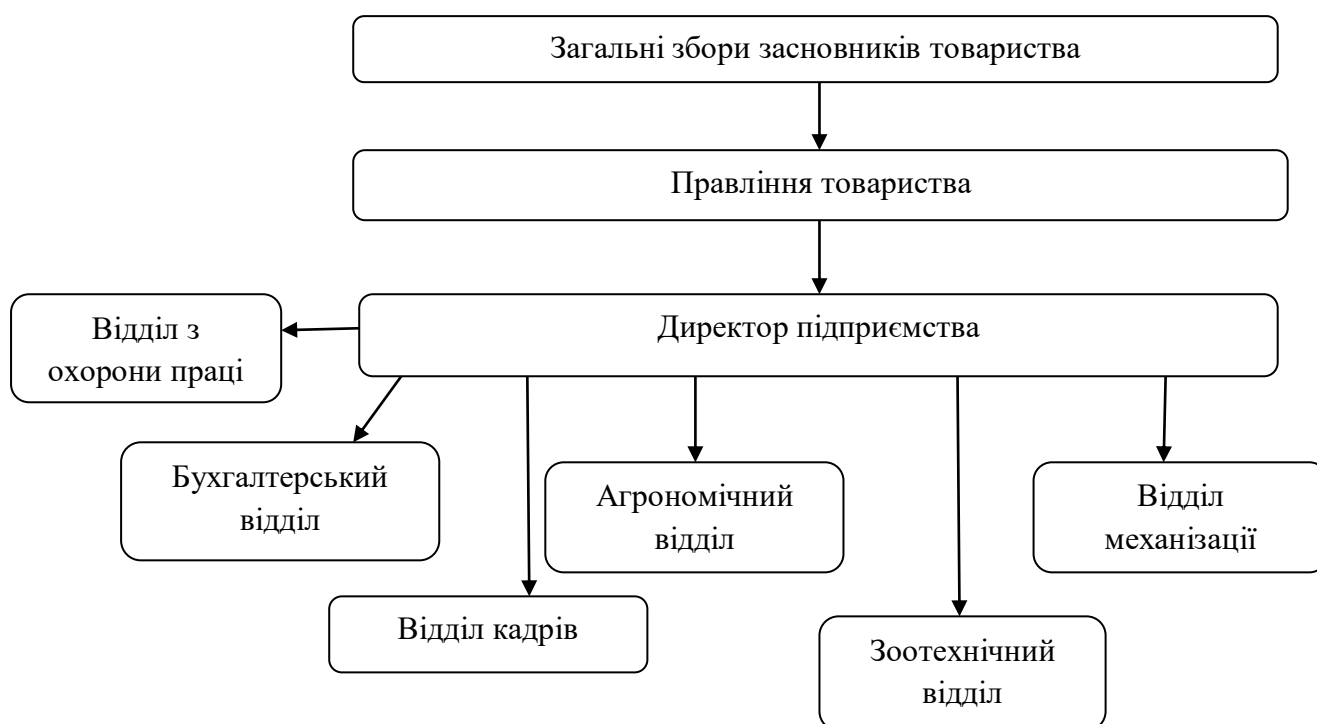 Загальні збори засновників товариства
Правління товариства
Директор підприємства
Відділ з
охорони праці
Бухгалтерський
відділ
Агрономічний
відділ
Відділ
механізації
Відділ кадрів
Зоотехнічний
відділ